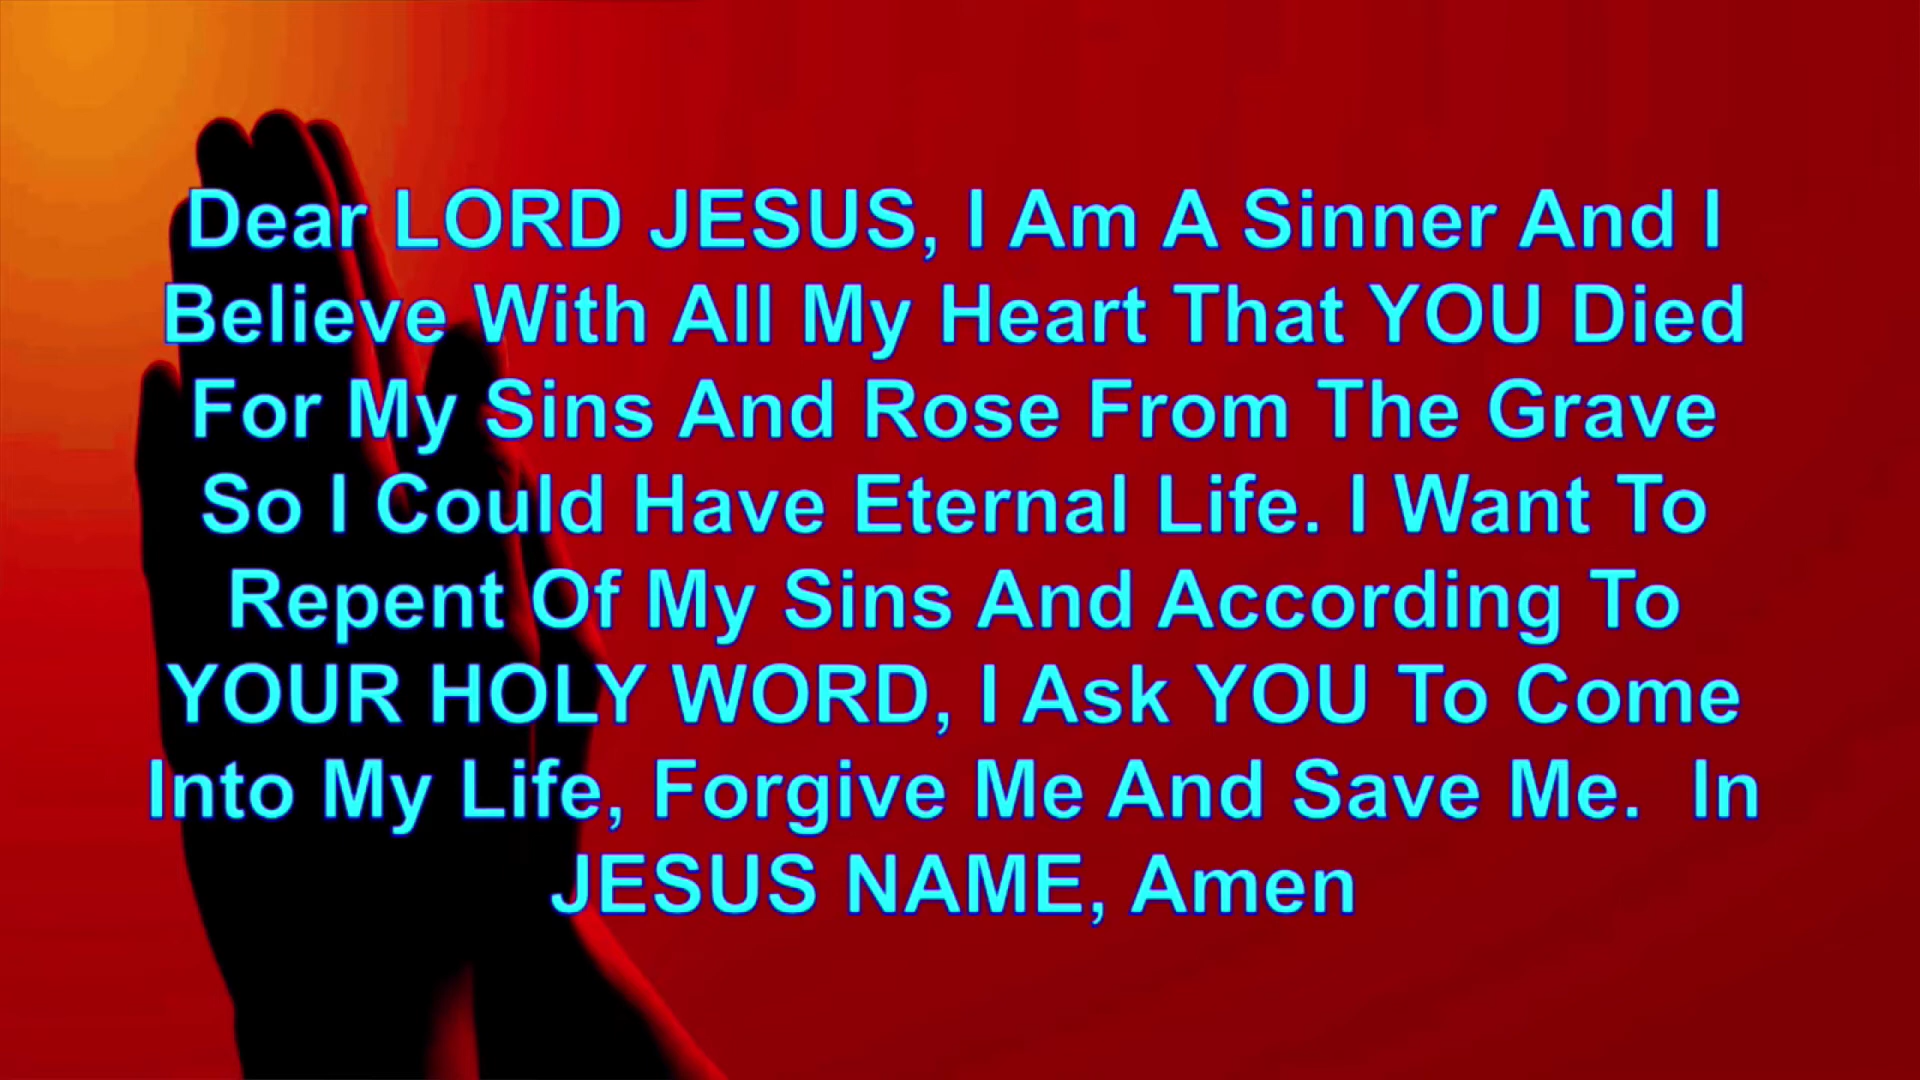 Dear LORD JESUS, I Am A Sinner And I
Believe With All My Heart That YOU Died
For My Sins And Rose From The Grave
So I Could Have Eternal Life. I Want To
Repent Of My Sins And According To
YOUR HOLY WORD, I Ask YOU To Come
Into My Life, Forgive Me And Save Me.  In
JESUS NAME, Amen